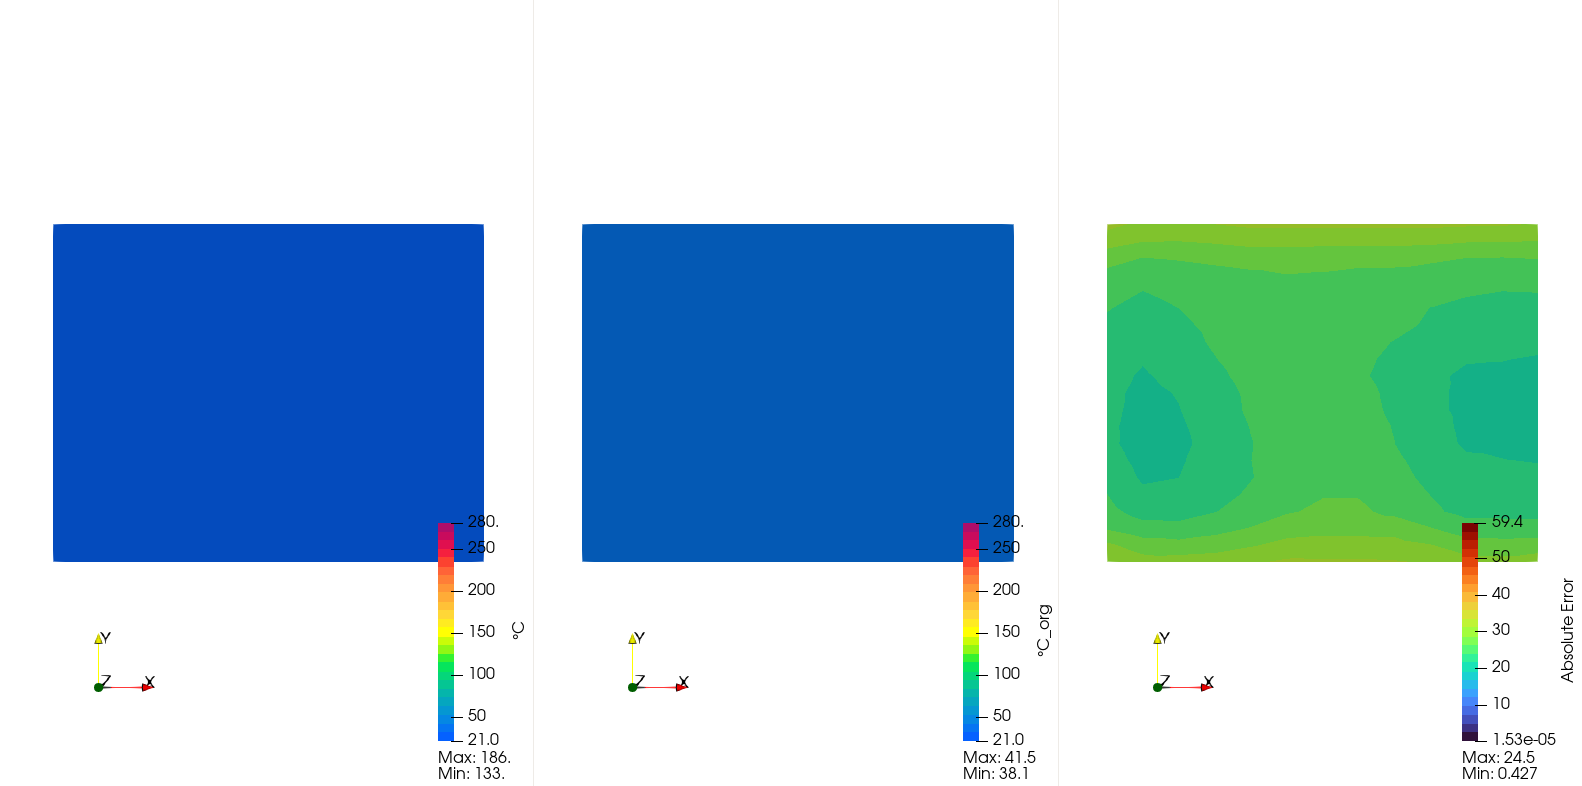 280.
250
200
150
100
50
21.0
°C
Max: 186.
Min: 133.
Y
Z
X
280.
250
200
150
100
50
21.0
°C_org
Max: 41.5
Min: 38.1
Y
Z
X
59.4
50
40
30
20
10
1.53e-05
Absolute Error
Max: 24.5
Min: 0.427
Y
Z
X